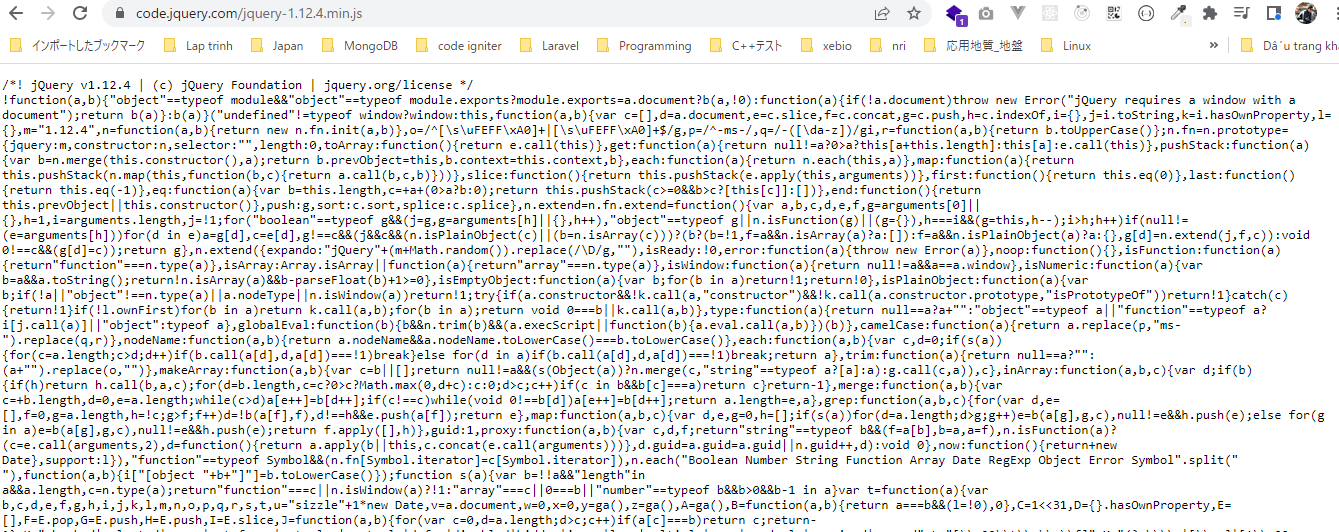 code.jquery.com/jquery-1.12.4.min.js
インポートしたブックマーク Lap trinh Japan MongoDB code igniter Laravel Programming C++テスト xebio nri 応用地質_地盤 Linux » Dấu trang kh
/*! jQuery v1.12.4 | (c) jQuery Foundation | jquery.org/license */
!function(a,b){"object"==typeof module&&"object"==typeof module.exports?module.exports=a.document?b(a,!0):function(a){if(!a.document)throw new Error("jQuery requires a window with a
document");return b(a)}:b(a)}("undefined"!=typeof window?window:this,function(a,b){var c=[],d=a.document,e=c.slice,f=c.concat,g=c.push,h=c.indexOf,i={},j=i.toString,k=i.hasOwnProperty,l=
{},m="1.12.4",n=function(a,b){return new n.fn.init(a,b)},o=/^[\s\uFEFF\xA0]+|[\s\uFEFF\xA0]+$/g,p=/^-ms-/,q=/-([\da-z])/gi,r=function(a,b){return b.toUpperCase()};n.fn=n.prototype=
{jquery:m,constructor:n,selector:"",length:0,toArray:function(){return e.call(this)},get:function(a){return null!=a?0>a?this[a+this.length]:this[a]:e.call(this)},pushStack:function(a)
{var b=n.merge(this.constructor(),a);return b.prevObject=this,b.context=this.context,b},each:function(a){return n.each(this,a)},map:function(a){return
this.pushStack(n.map(this,function(b,c){return a.call(b,c,b)}))},slice:function(){return this.pushStack(e.apply(this,arguments))},first:function(){return this.eq(0)},last:function()
{return this.eq(-1)},eq:function(a){var b=this.length,c=+a+(0>a?b:0);return this.pushStack(c>=0&&b>c?[this[c]]:[])},end:function(){return
this.prevObject||this.constructor()},push:g,sort:c.sort,splice:c.splice},n.extend=n.fn.extend=function(){var a,b,c,d,e,f,g=arguments[0]||
{},h=1,i=arguments.length,j=!1;for("boolean"==typeof g&&(j=g,g=arguments[h]||{},h++),"object"==typeof g||n.isFunction(g)||(g={}),h===i&&(g=this,h--);i>h;h++)if(null!=
(e=arguments[h]))for(d in e)a=g[d],c=e[d],g!==c&&(j&&c&&(n.isPlainObject(c)||(b=n.isArray(c)))?(b?(b=!1,f=a&&n.isArray(a)?a:[]):f=a&&n.isPlainObject(a)?a:{},g[d]=n.extend(j,f,c)):void
0!==c&&(g[d]=c));return g},n.extend({expando:"jQuery"+(m+Math.random()).replace(/\D/g,""),isReady:!0,error:function(a){throw new Error(a)},noop:function(){},isFunction:function(a)
{return"function"===n.type(a)},isArray:Array.isArray||function(a){return"array"===n.type(a)},isWindow:function(a){return null!=a&&a==a.window},isNumeric:function(a){var
b=a&&a.toString();return!n.isArray(a)&&b-parseFloat(b)+1>=0},isEmptyObject:function(a){var b;for(b in a)return!1;return!0},isPlainObject:function(a){var
b;if(!a||"object"!==n.type(a)||a.nodeType||n.isWindow(a))return!1;try{if(a.constructor&&!k.call(a,"constructor")&&!k.call(a.constructor.prototype,"isPrototypeOf"))return!1}catch(c)
{return!1}if(!l.ownFirst)for(b in a)return k.call(a,b);for(b in a);return void 0===b||k.call(a,b)},type:function(a){return null==a?a+"":"object"==typeof a||"function"==typeof a?
i[j.call(a)]||"object":typeof a},globalEval:function(b){b&&n.trim(b)&&(a.execScript||function(b){a.eval.call(a,b)})(b)},camelCase:function(a){return a.replace(p,"ms-
").replace(q,r)},nodeName:function(a,b){return a.nodeName&&a.nodeName.toLowerCase()===b.toLowerCase()},each:function(a,b){var c,d=0;if(s(a))
{for(c=a.length;c>d;d++)if(b.call(a[d],d,a[d])===!1)break}else for(d in a)if(b.call(a[d],d,a[d])===!1)break;return a},trim:function(a){return null==a?"":
(a+"").replace(o,"")},makeArray:function(a,b){var c=b||[];return null!=a&&(s(Object(a))?n.merge(c,"string"==typeof a?[a]:a):g.call(c,a)),c},inArray:function(a,b,c){var d;if(b)
{if(h)return h.call(b,a,c);for(d=b.length,c=c?0>c?Math.max(0,d+c):c:0;d>c;c++)if(c in b&&b[c]===a)return c}return-1},merge:function(a,b){var
c=+b.length,d=0,e=a.length;while(c>d)a[e++]=b[d++];if(c!==c)while(void 0!==b[d])a[e++]=b[d++];return a.length=e,a},grep:function(a,b,c){for(var d,e=
[],f=0,g=a.length,h=!c;g>f;f++)d=!b(a[f],f),d!==h&&e.push(a[f]);return e},map:function(a,b,c){var d,e,g=0,h=[];if(s(a))for(d=a.length;d>g;g++)e=b(a[g],g,c),null!=e&&h.push(e);else for(g
in a)e=b(a[g],g,c),null!=e&&h.push(e);return f.apply([],h)},guid:1,proxy:function(a,b){var c,d,f;return"string"==typeof b&&(f=a[b],b=a,a=f),n.isFunction(a)?
(c=e.call(arguments,2),d=function(){return a.apply(b||this,c.concat(e.call(arguments)))},d.guid=a.guid=a.guid||n.guid++,d):void 0},now:function(){return+new
Date},support:l}),"function"==typeof Symbol&&(n.fn[Symbol.iterator]=c[Symbol.iterator]),n.each("Boolean Number String Function Array Date RegExp Object Error Symbol".split("
"),function(a,b){i["[object "+b+"]"]=b.toLowerCase()});function s(a){var b=!!a&&"length"in
a&&a.length,c=n.type(a);return"function"===c||n.isWindow(a)?!1:"array"===c||0===b||"number"==typeof b&&b>0&&b-1 in a}var t=function(a){var
b,c,d,e,f,g,h,i,j,k,l,m,n,o,p,q,r,s,t,u="sizzle"+1*new Date,v=a.document,w=0,x=0,y=ga(),z=ga(),A=ga(),B=function(a,b){return a===b&&(l=!0),0},C=1<<31,D={}.hasOwnProperty,E=
[],F=E.pop,G=E.push,H=E.push,I=E.slice,J=function(a,b){for(var c=0,d=a.length;d>c;c++)if(a[c]===b)return c;return-